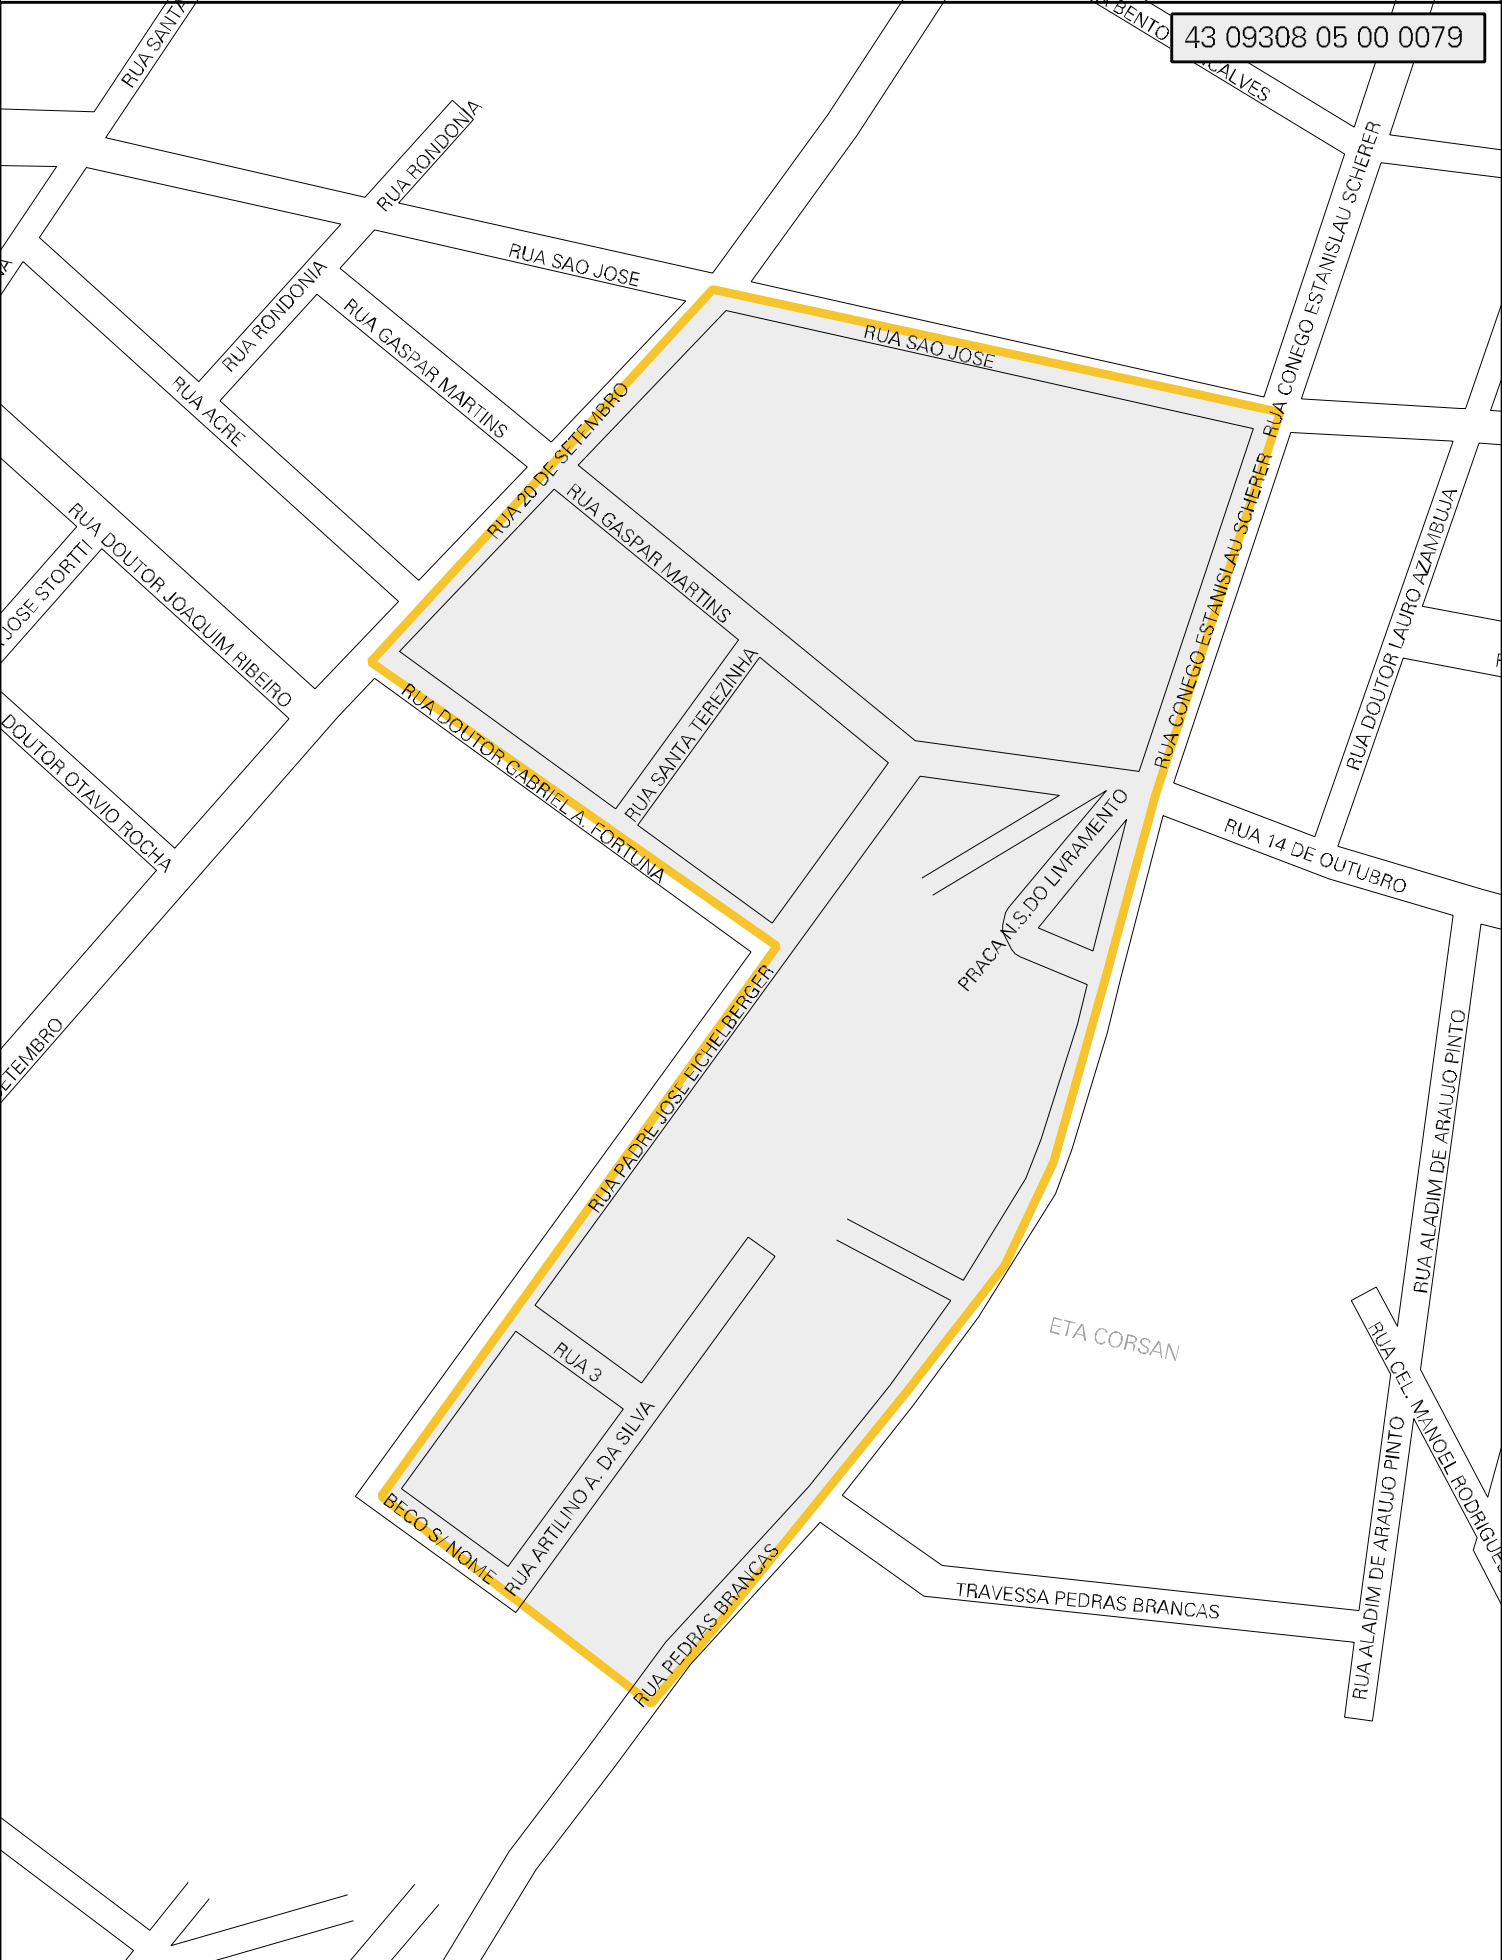 RUA SANTA
BENTO
CALVES
43 09308 05 00 0079
RUA RONDONIA
RUA CONEGO ESTANISLAU SCHERER
RUA SAO JOSE
RUA RONDONIA
RUA GASPAR MARTINS
RUA SAO JOSE
RUA ACRE
RUA 20 DE SETEMBRO
RUA CONEGO ESTANISLAU SCHERER
RUA GASPAR MARTINS
RUA DOUTOR LAURO AZAMBUJA
RUA DOUTOR JOAQUIM RIBEIRO
JOSE STORTTI
RUA SANTA TEREZINHA
RUA DOUTOR GABRIEL A. FORTUNA
DOUTOR OTAVIO ROCHA
PRACA N.S.DO LIVRAMENTO
RUA 14 DE OUTUBRO
RUA PADRE JOSE EICHELBERGER
ETEMBRO
RUA ALADIM DE ARAUJO PINTO
ETA CORSAN
RUA 3
RUA CEL. MANOEL RODRIGUES
RUA ARTILINO A. DA SILVA
BECO S/ NOME
RUA ALADIM DE ARAUJO PINTO
RUA PEDRAS BRANCAS
TRAVESSA PEDRAS BRANCAS